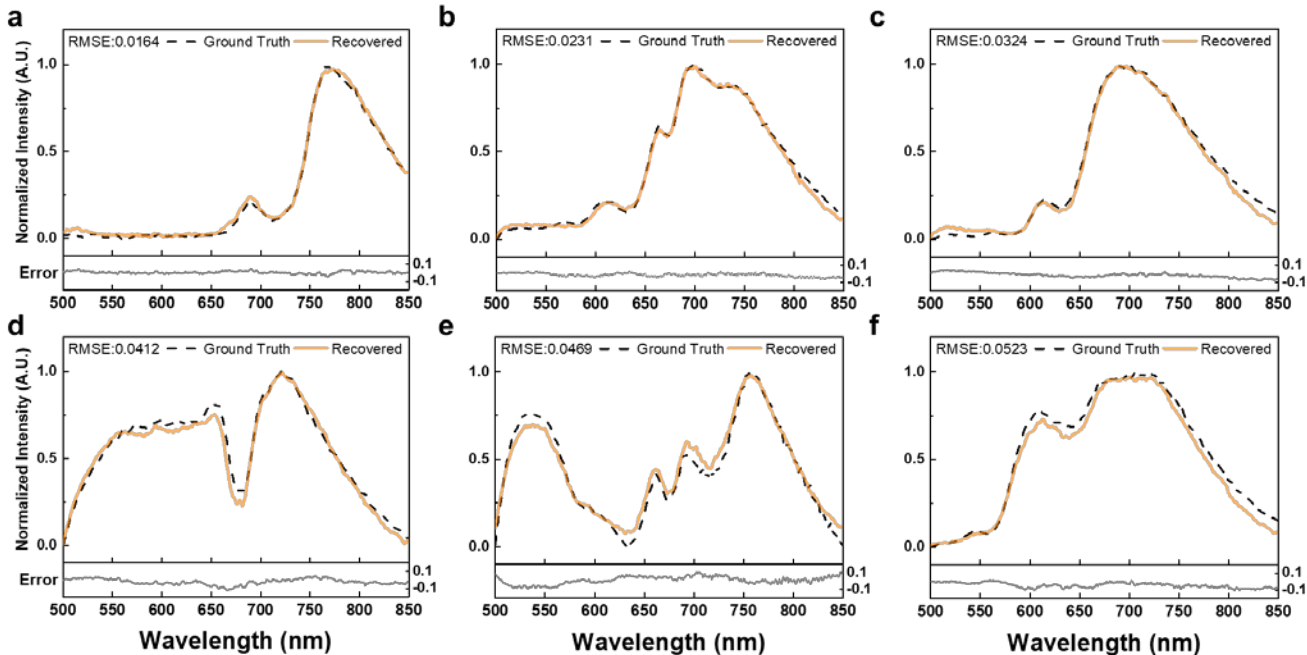 a
RMSE:0.0164 Ground Truth Recovered
Normalized Intensity (A.U.)
1.0
0.5
0.0
Error
0.1
-0.1
500 550 600 650 700 750 800 850
b
RMSE:0.0231 Ground Truth Recovered
1.0
0.5
0.0
0.1
-0.1
500 550 600 650 700 750 800 850
c
RMSE:0.0324 Ground Truth Recovered
1.0
0.5
0.0
0.1
-0.1
500 550 600 650 700 750 800 850
d
RMSE:0.0412 Ground Truth Recovered
Normalized Intensity (A.U.)
1.0
0.5
0.0
Error
0.1
-0.1
500 550 600 650 700 750 800 850
Wavelength (nm)
e
RMSE:0.0469 Ground Truth Recovered
1.0
0.5
0.0
0.1
-0.1
500 550 600 650 700 750 800 850
Wavelength (nm)
f
RMSE:0.0523 Ground Truth Recovered
1.0
0.5
0.0
0.1
-0.1
500 550 600 650 700 750 800 850
Wavelength (nm)